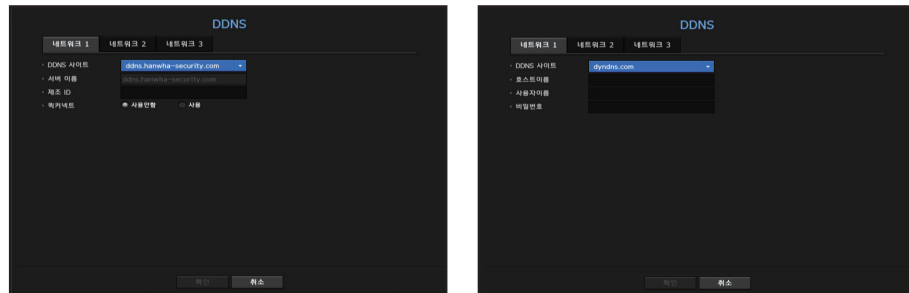 DDNS
네트워크 1 네트워크 2 네트워크 3
DDNS 사이트 ddns.hanwha-security.com
서버 이름 ddns.hanwha-security.com
제조 ID
퀵커넥트 사용안함 사용
확인 취소
DDNS
네트워크 1 네트워크 2 네트워크 3
DDNS 사이트 dyndns.com
호스트이름
사용자이름
비밀번호
확인 취소